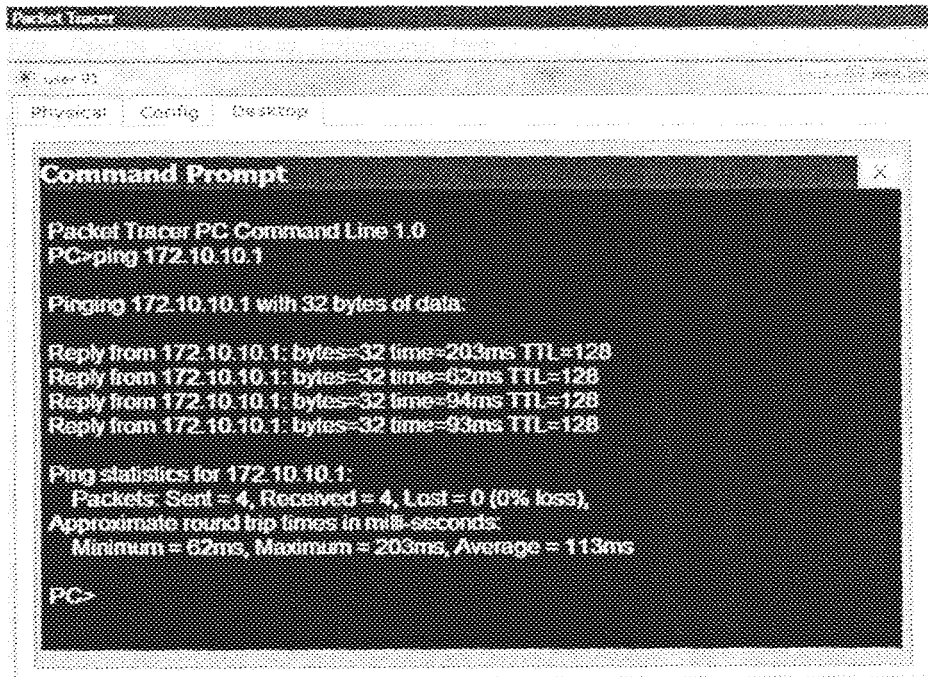 Packet Tracer
user 01
Physical Config Desktop
Command Prompt X
Packet Tracer PC Command Line 1.0
PC>ping 172.10.10.1
Pinging 172.10.10.1 with 32 bytes of data:
Reply from 172.10.10.1: bytes=32 time=203ms TTL=128
Reply from 172.10.10.1: bytes=32 time=62ms TTL=128
Reply from 172.10.10.1: bytes=32 time=94ms TTL=128
Reply from 172.10.10.1: bytes=32 time=93ms TTL=128
Ping statistics for 172.10.10.1:
Packets: Sent = 4, Received = 4, Lost = 0 (0% loss),
Approximate round trip times in milli-seconds:
Minimum = 62ms, Maximum = 203ms, Average = 113ms
PC>